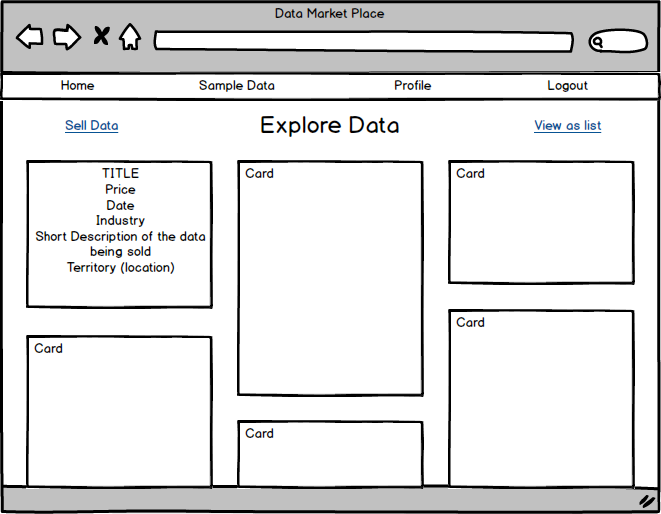 Data Market Place
Home Sample Data Profile Logout
Sell Data Explore Data View as list
TITLE
Price
Date
Industry
Short Description of the data
being sold
Territory (location)
Card
Card
Card
Card
Card